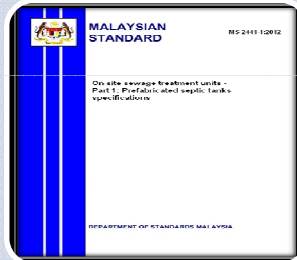 MALAYSIAN
STANDARD
MS 2441-1:2012
On site sewage treatment units -
Part 1: Prefabricated septic tanks
specifications
DEPARTMENT OF STANDARDS MALAYSIA